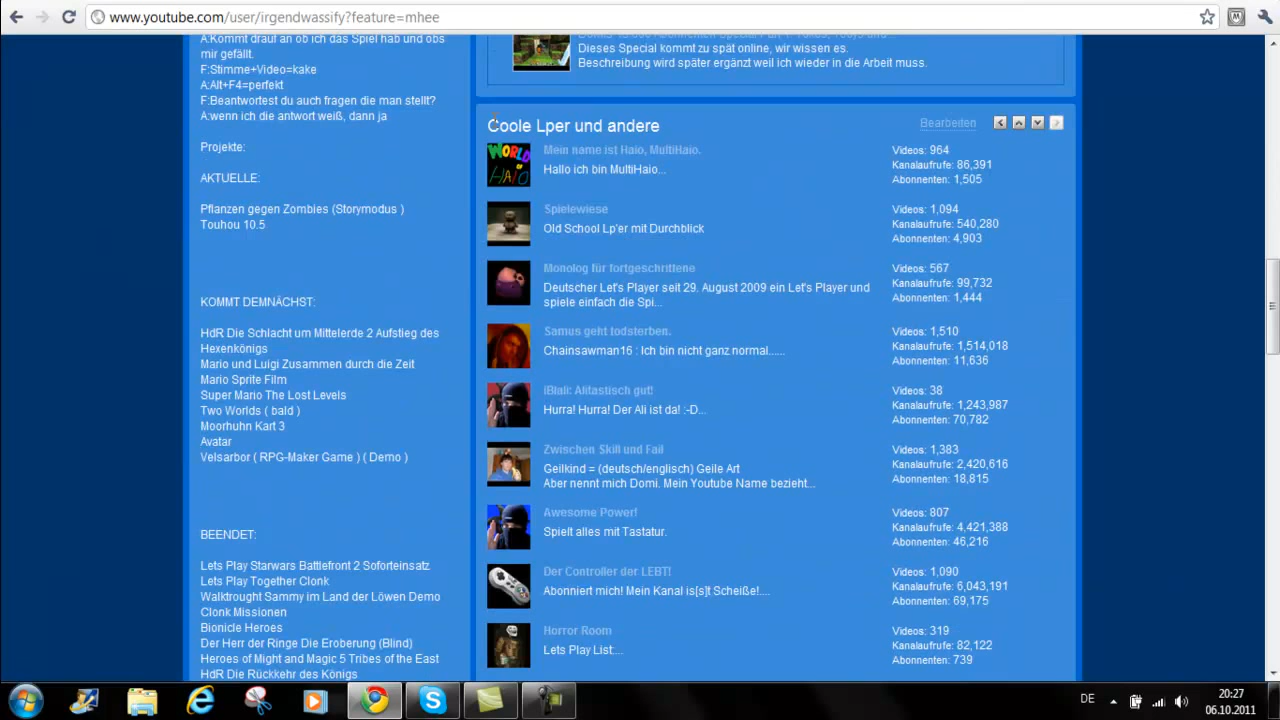 www.youtube.com/user/irgendwassify?feature=mhee
A:Kommt drauf an ob ich das Spiel hab und obs
mir gefällt.
F:Stimme+Video=kake
A:Alt+F4=perfekt
F:Beantwortest du auch fragen die man stellt?
A:wenn ich die antwort weiß, dann ja
Projekte:
AKTUELLE:
Pflanzen gegen Zombies (Storymodus )
Touhou 10.5
KOMMT DEMNÄCHST:
HdR Die Schlacht um Mittelerde 2 Aufstieg des
Hexenkönigs
Mario und Luigi Zusammen durch die Zeit
Mario Sprite Film
Super Mario The Lost Levels
Two Worlds ( bald )
Moorhuhn Kart 3
Avatar
Velsarbor ( RPG-Maker Game ) ( Demo )
BEENDET:
Lets Play Starwars Battlefront 2 Soforteinsatz
Lets Play Together Clonk
Walktrought Sammy im Land der Löwen Demo
Clonk Missionen
Bionicle Heroes
Der Herr der Ringe Die Eroberung (Blind)
Heroes of Might and Magic 5 Tribes of the East
HdR Die Rückkehr des Königs
Dieses Special kommt zu spät online, wir wissen es.
Beschreibung wird später ergänzt weil ich wieder in die Arbeit muss.
Coole Lper und andere
Bearbeiten
WORLD
OF
HAIO
Mein name ist Haio, MultiHaio.
Hallo ich bin MultiHaio...
Videos: 964
Kanalaufrufe: 86,391
Abonnenten: 1,505
Spielewiese
Old School Lp'er mit Durchblick
Videos: 1,094
Kanalaufrufe: 540,280
Abonnenten: 4,903
Monolog für fortgeschrittene
Deutscher Let's Player seit 29. August 2009 ein Let's Player und
spiele einfach die Spi...
Videos: 567
Kanalaufrufe: 99,732
Abonnenten: 1,444
Samus geht todsterben.
Chainsawman16 : Ich bin nicht ganz normal......
Videos: 1,510
Kanalaufrufe: 1,514,018
Abonnenten: 11,636
iBlali: Alitastisch gut!
Hurra! Hurra! Der Ali ist da! :-D...
Videos: 38
Kanalaufrufe: 1,243,987
Abonnenten: 70,782
Zwischen Skill und Fail
Geilkind = (deutsch/englisch) Geile Art
Aber nennt mich Domi. Mein Youtube Name bezieht...
Videos: 1,383
Kanalaufrufe: 2,420,616
Abonnenten: 18,815
Awesome Power!
Spielt alles mit Tastatur.
Videos: 807
Kanalaufrufe: 4,421,388
Abonnenten: 46,216
Der Controller der LEBT!
Abonniert mich! Mein Kanal is[s]t Scheiße!....
Videos: 1,090
Kanalaufrufe: 6,043,191
Abonnenten: 69,175
Horror Room
Lets Play List:...
Videos: 319
Kanalaufrufe: 82,122
Abonnenten: 739
DE
20:27
06.10.2011